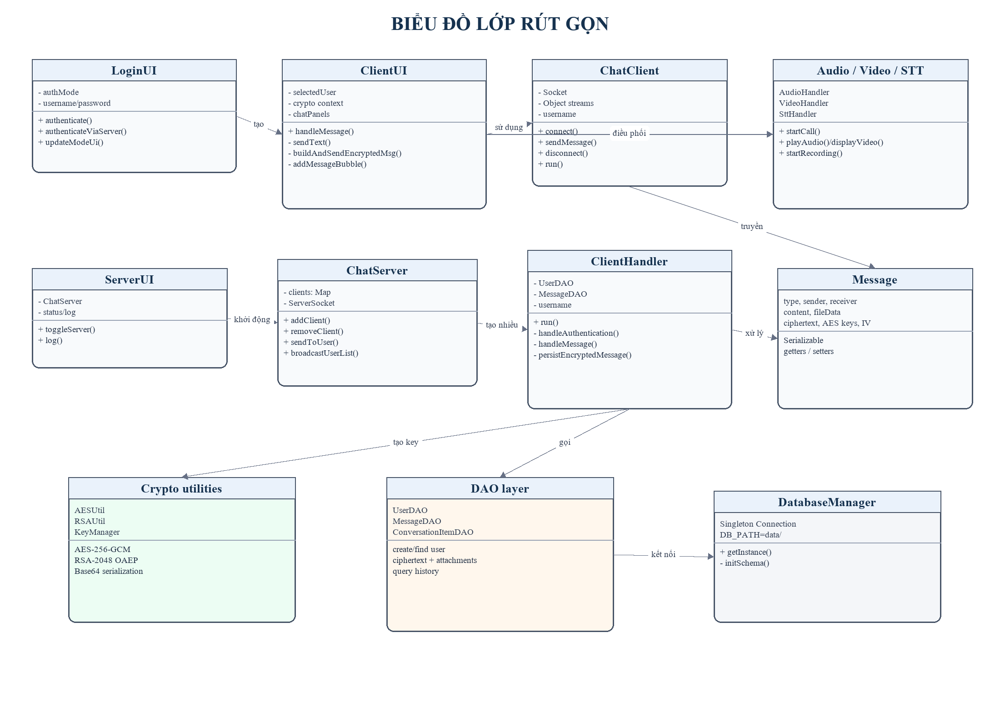 BIỂU ĐỒ LỚP RÚT GỌN
LoginUI
- authMode
- username/password
+ authenticate()
+ authenticateViaServer()
+ updateModeUi()
tạo
ClientUI
- selectedUser
- crypto context
- chatPanels
+ handleMessage()
- sendText()
- buildAndSendEncryptedMsg()
- addMessageBubble()
sử dụng
ChatClient
- Socket
- Object streams
- username
+ connect()
+ sendMessage()
+ disconnect()
+ run()
điều phối
Audio / Video / STT
AudioHandler
VideoHandler
SttHandler
+ startCall()
+ playAudio()/displayVideo()
+ startRecording()
truyền
ServerUI
- ChatServer
- status/log
+ toggleServer()
+ log()
khởi động
ChatServer
- clients: Map
- ServerSocket
+ addClient()
+ removeClient()
+ sendToUser()
+ broadcastUserList()
tạo nhiều
ClientHandler
- UserDAO
- MessageDAO
- username
+ run()
- handleAuthentication()
- handleMessage()
- persistEncryptedMessage()
xử lý
Message
type, sender, receiver
content, fileData
ciphertext, AES keys, IV
Serializable
getters / setters
tạo key
gọi
Crypto utilities
AESUtil
RSAUtil
KeyManager
AES-256-GCM
RSA-2048 OAEP
Base64 serialization
DAO layer
UserDAO
MessageDAO
ConversationItemDAO
create/find user
ciphertext + attachments
query history
kết nối
DatabaseManager
Singleton Connection
DB_PATH=data/
+ getInstance()
- initSchema()